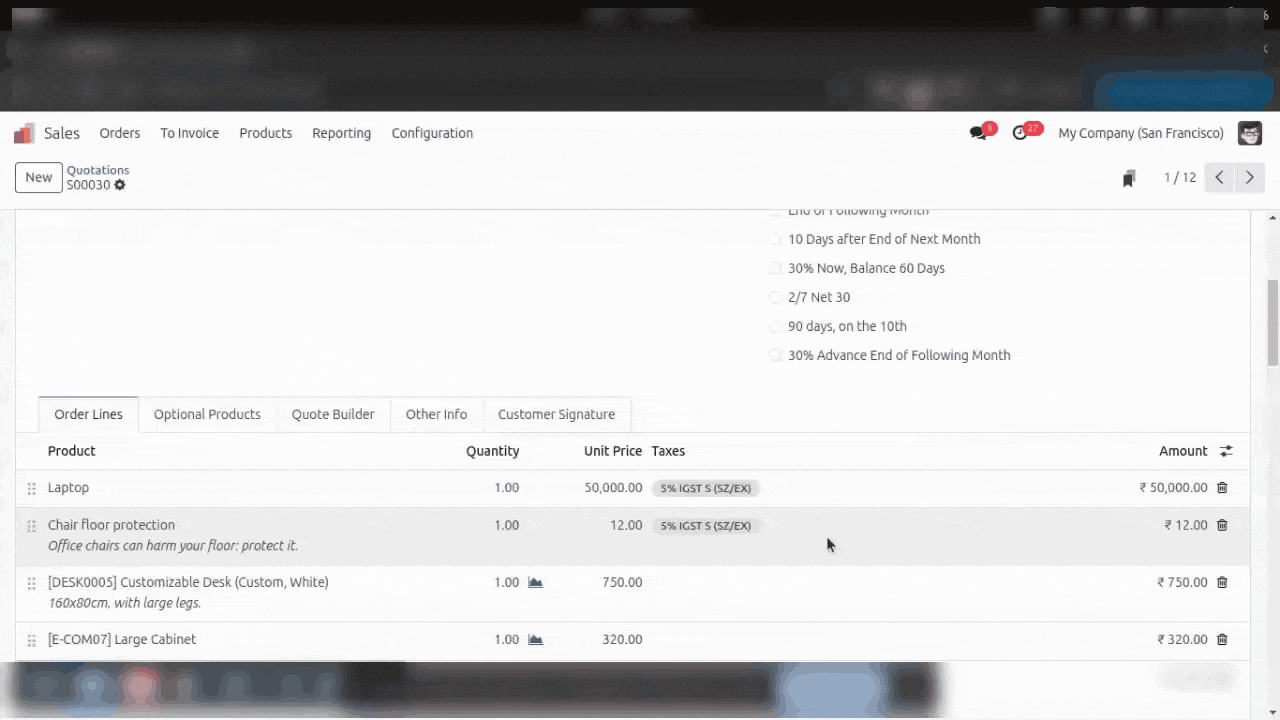 Sales Orders To Invoice Products Reporting Configuration 9 27 My Company (San Francisco)
New Quotations 1 / 12
S00030
End of Following Month
10 Days after End of Next Month
30% Now, Balance 60 Days
2/7 Net 30
90 days, on the 10th
30% Advance End of Following Month
Order Lines Optional Products Quote Builder Other Info Customer Signature
Product Quantity Unit Price Taxes Amount
Laptop 1.00 50,000.00 5% IGST S (SZ/EX) ₹ 50,000.00
Chair floor protection 1.00 12.00 5% IGST S (SZ/EX) ₹ 12.00
Office chairs can harm your floor: protect it.
[DESK0005] Customizable Desk (Custom, White) 1.00 750.00 ₹ 750.00
160x80cm, with large legs.
[E-COM07] Large Cabinet 1.00 320.00 ₹ 320.00